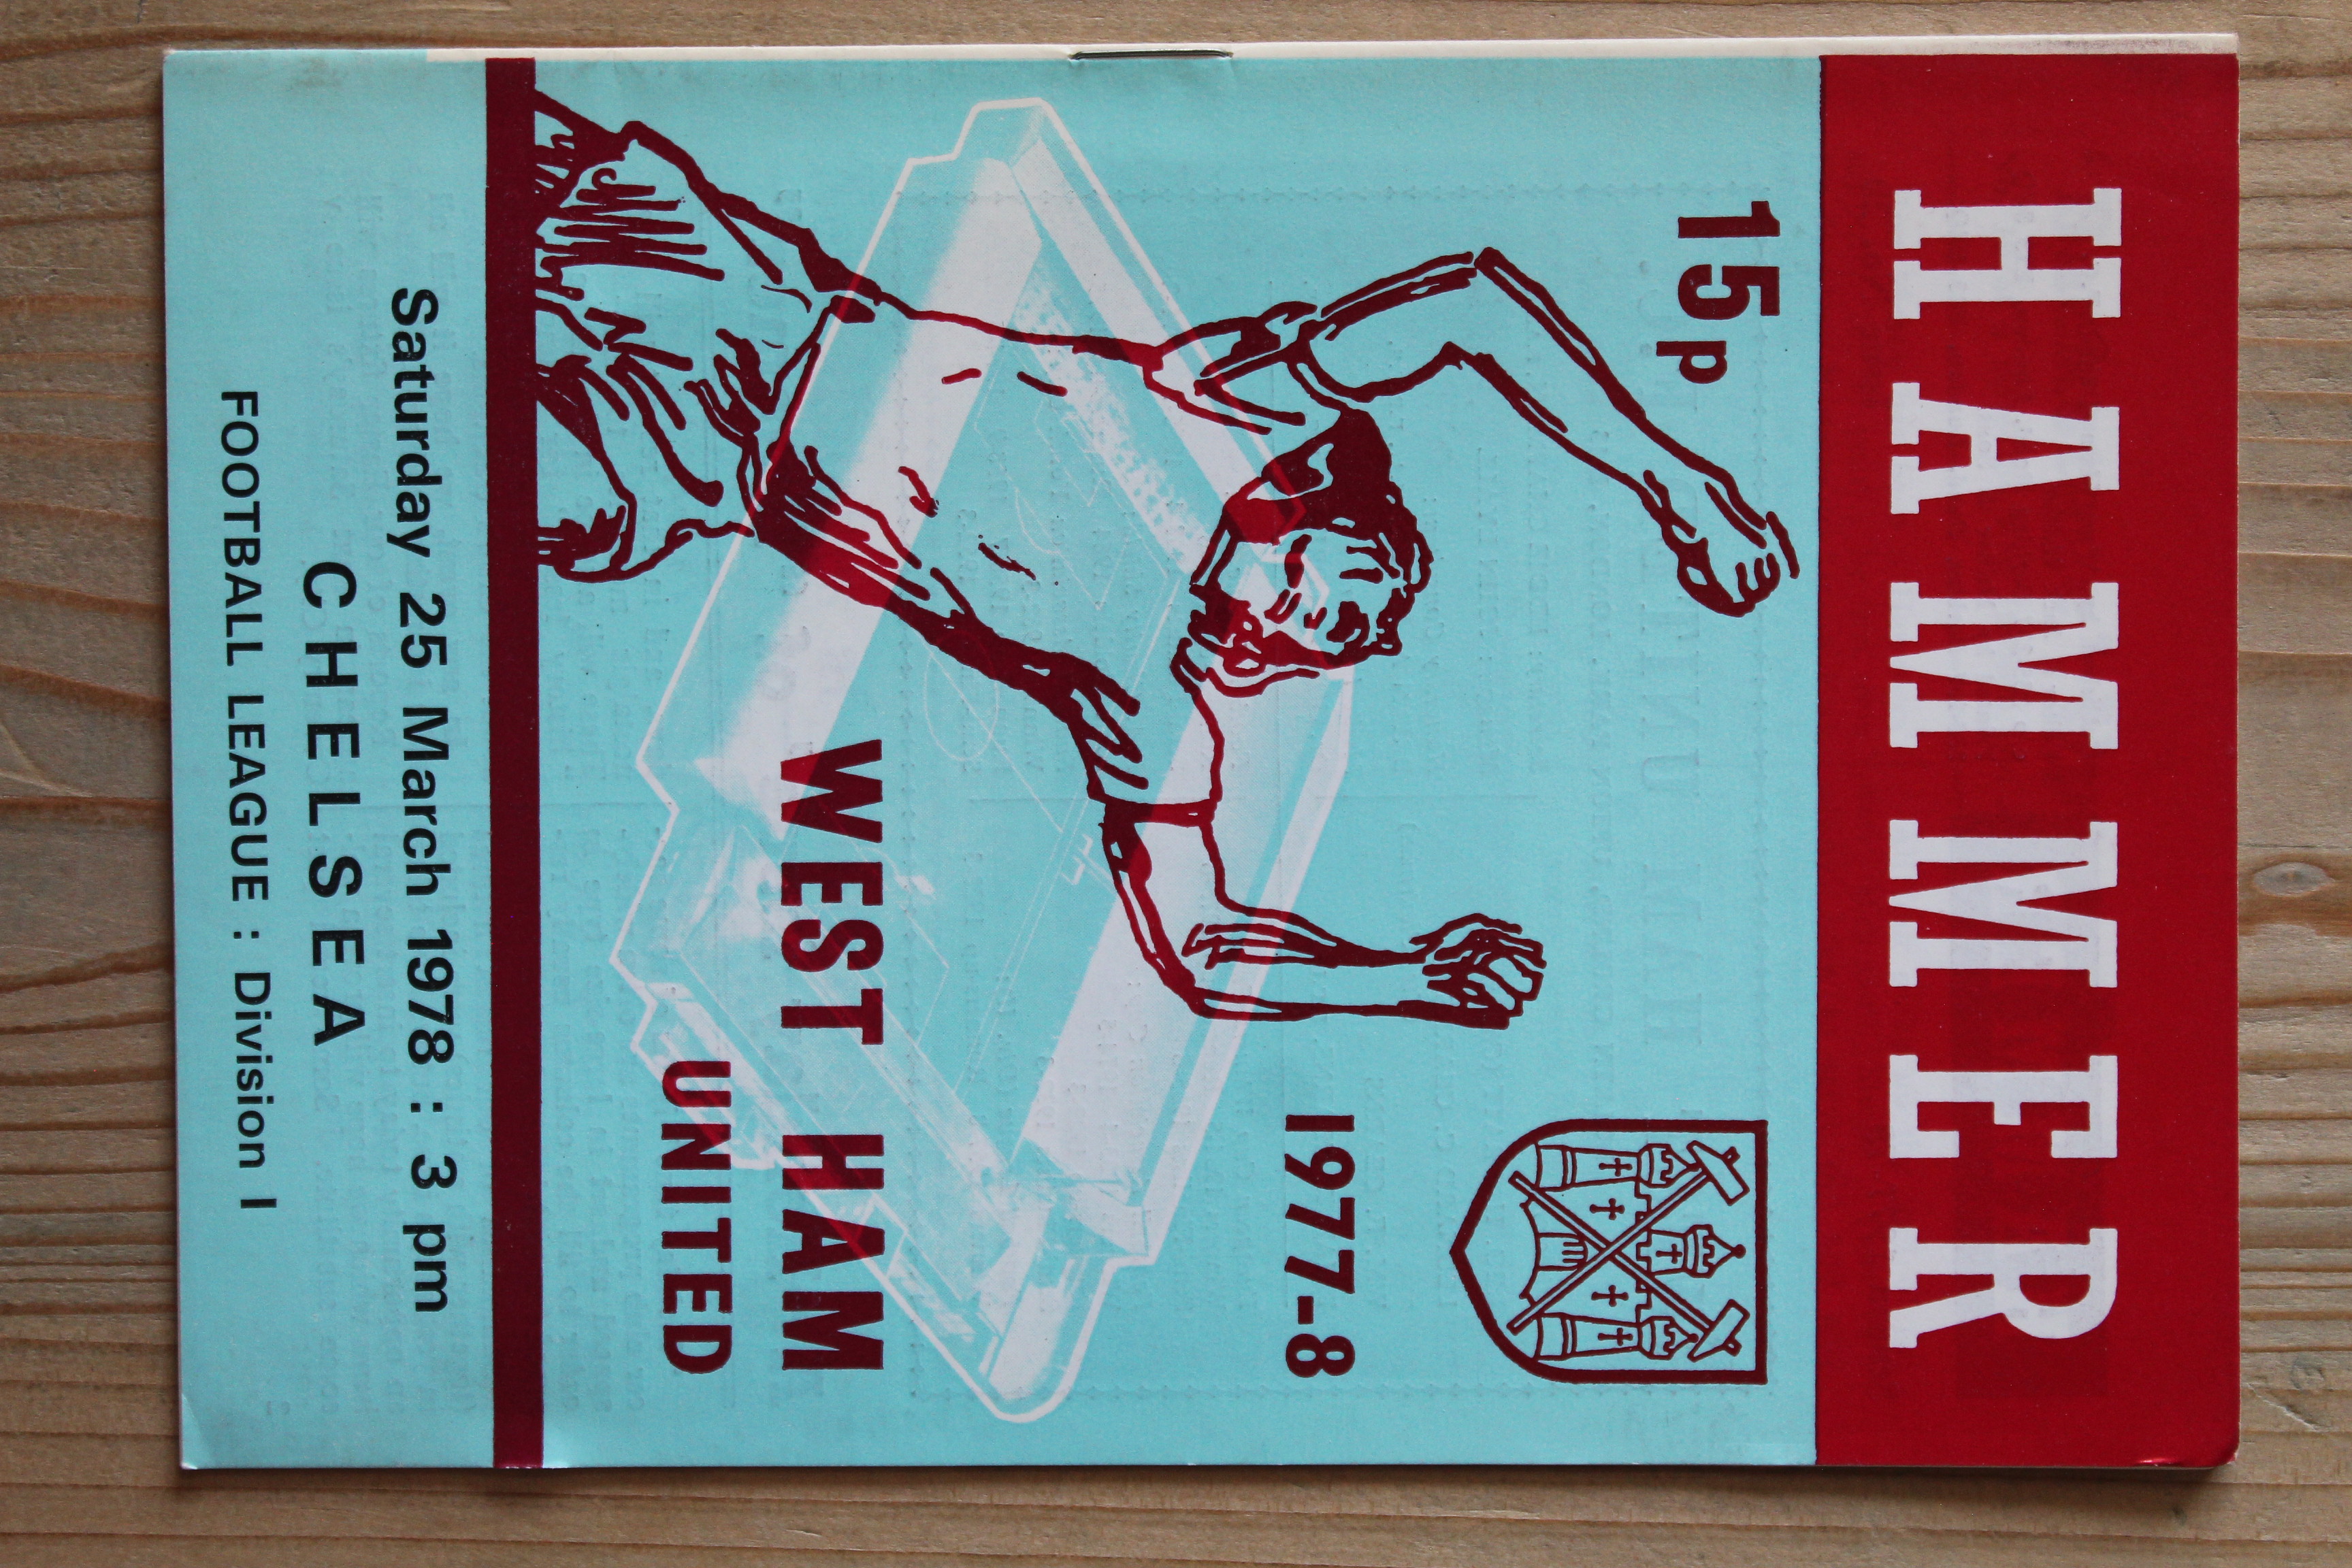 HAMMER
15p
1977-8
WEST HAM
UNITED
Saturday 25 March 1978 : 3 pm
CHELSEA
FOOTBALL LEAGUE : Division I